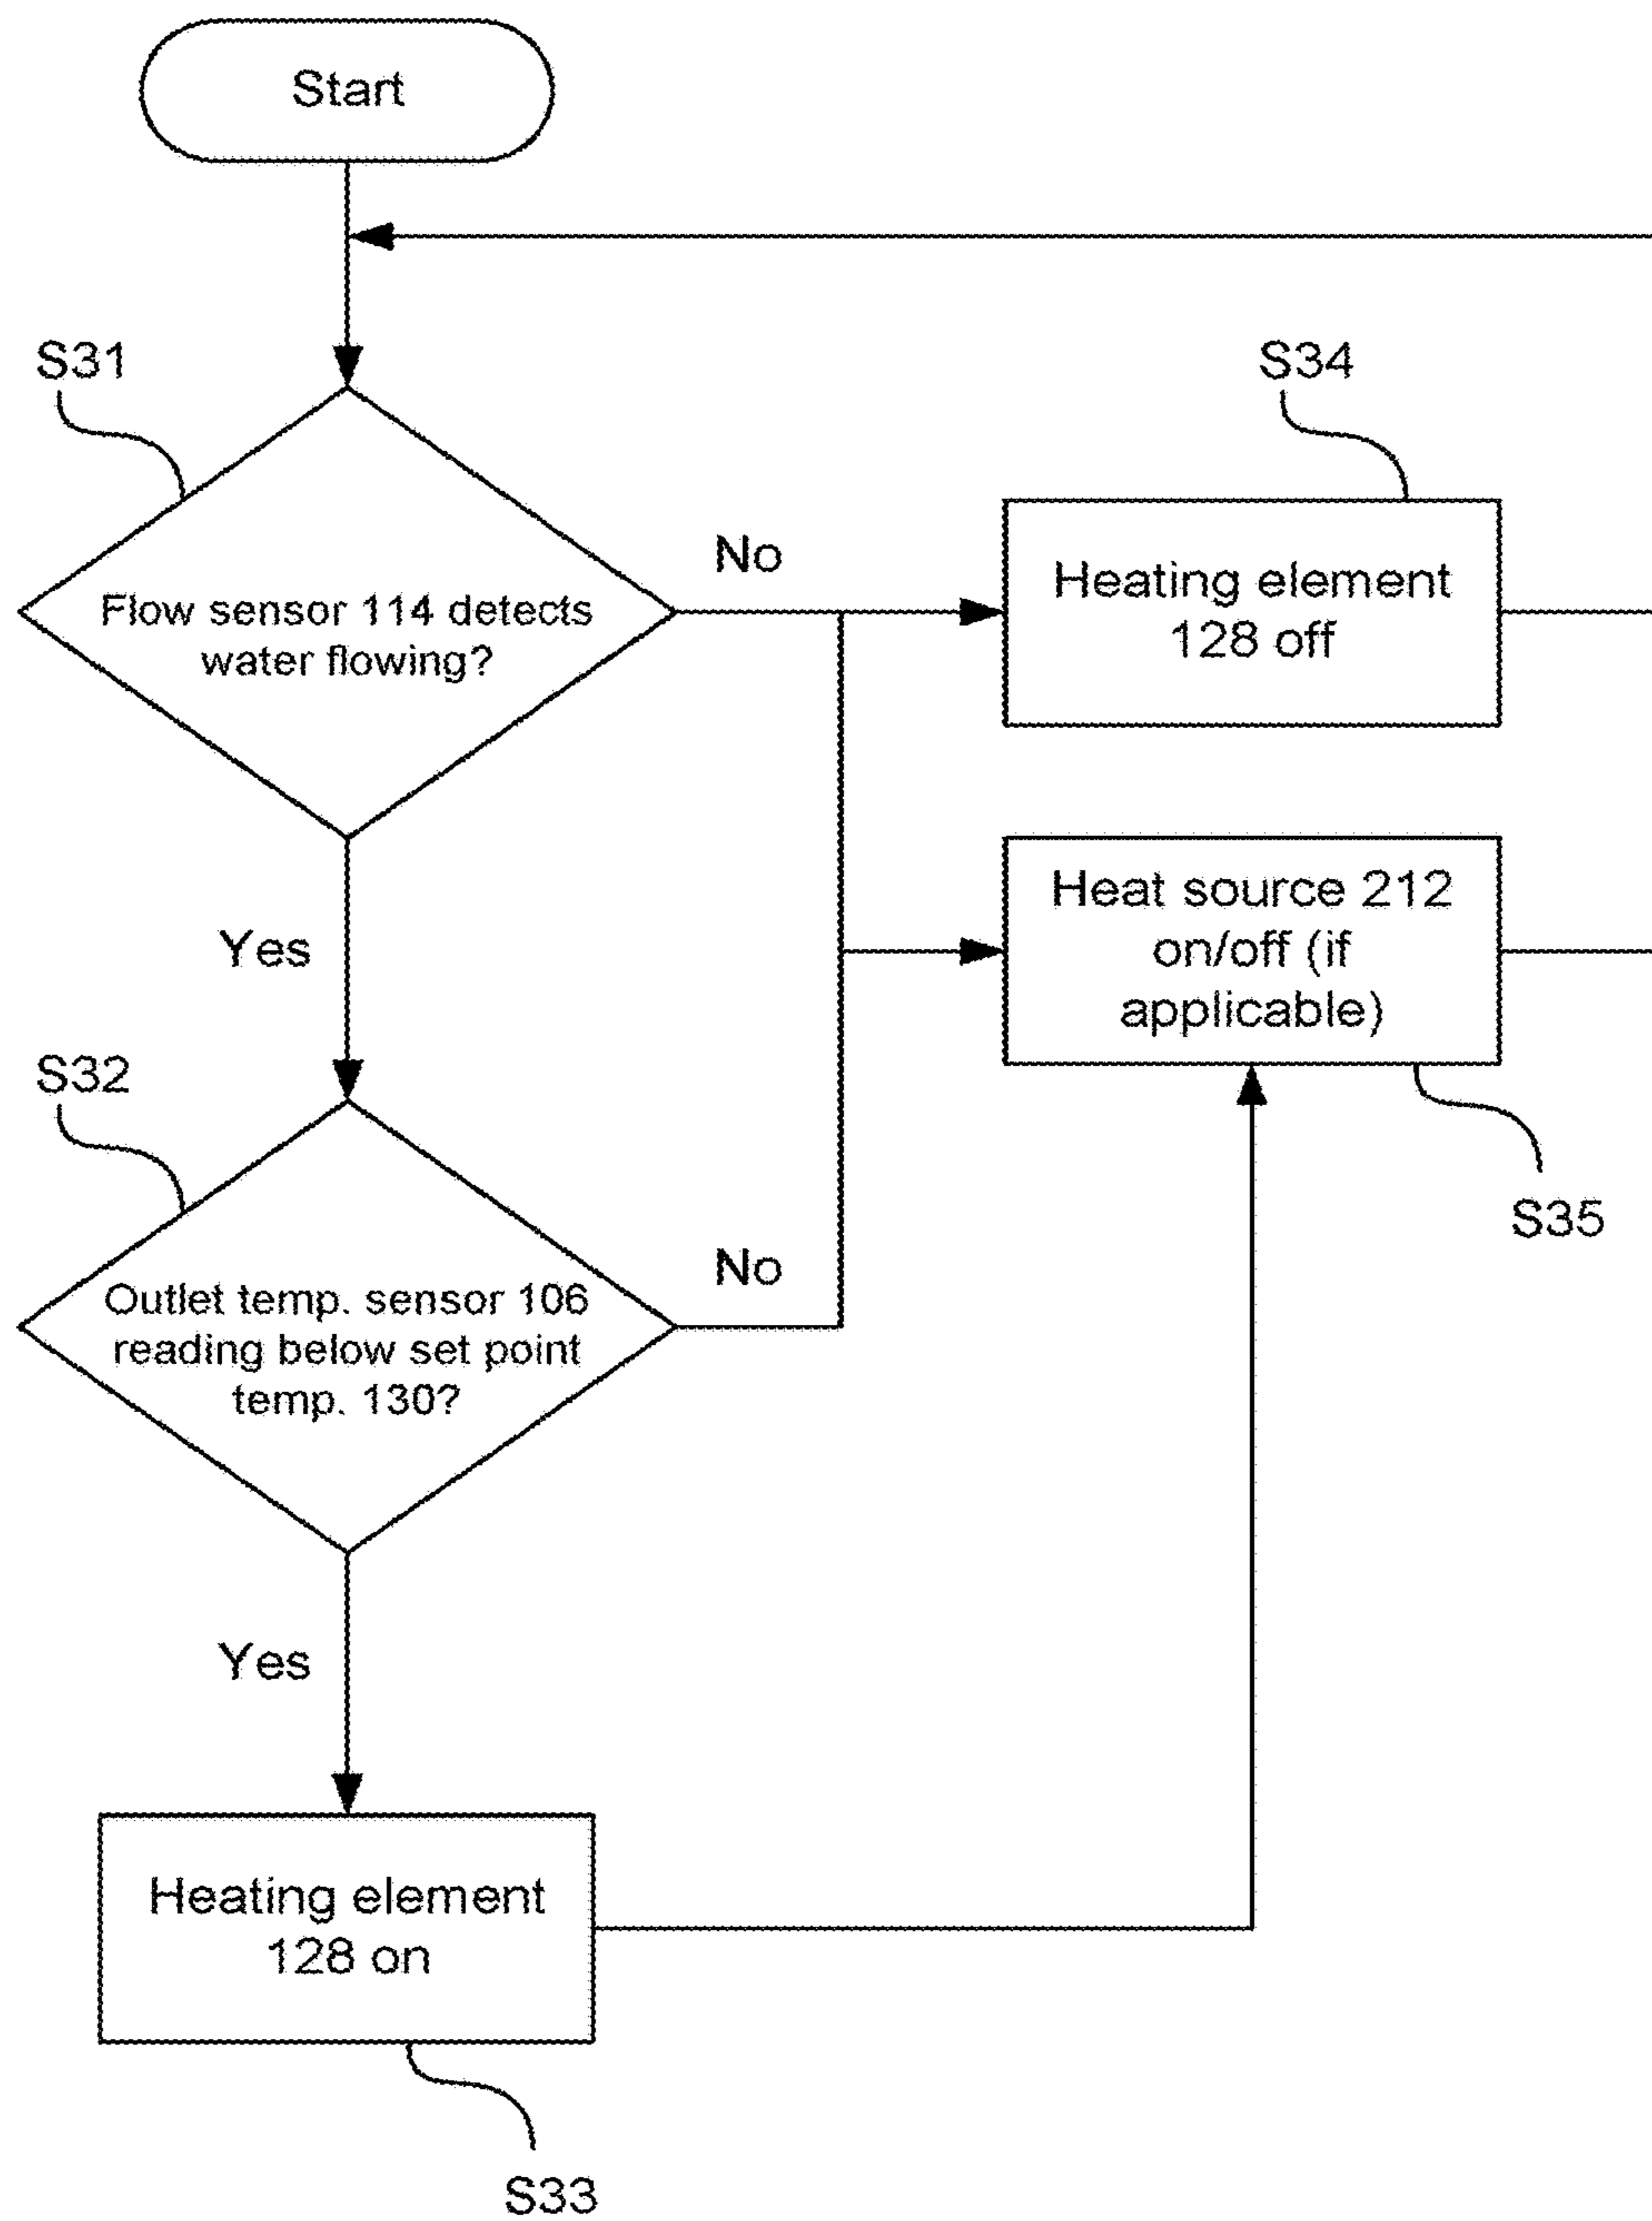 Start
S31
S34
Flow sensor 114 detects
water flowing?
No
Heating element
128 off
Yes
Heat source 212
on/off (if
applicable)
S32
S35
Outlet temp. sensor 106
reading below set point
temp. 130?
No
Yes
Heating element
128 on
S33